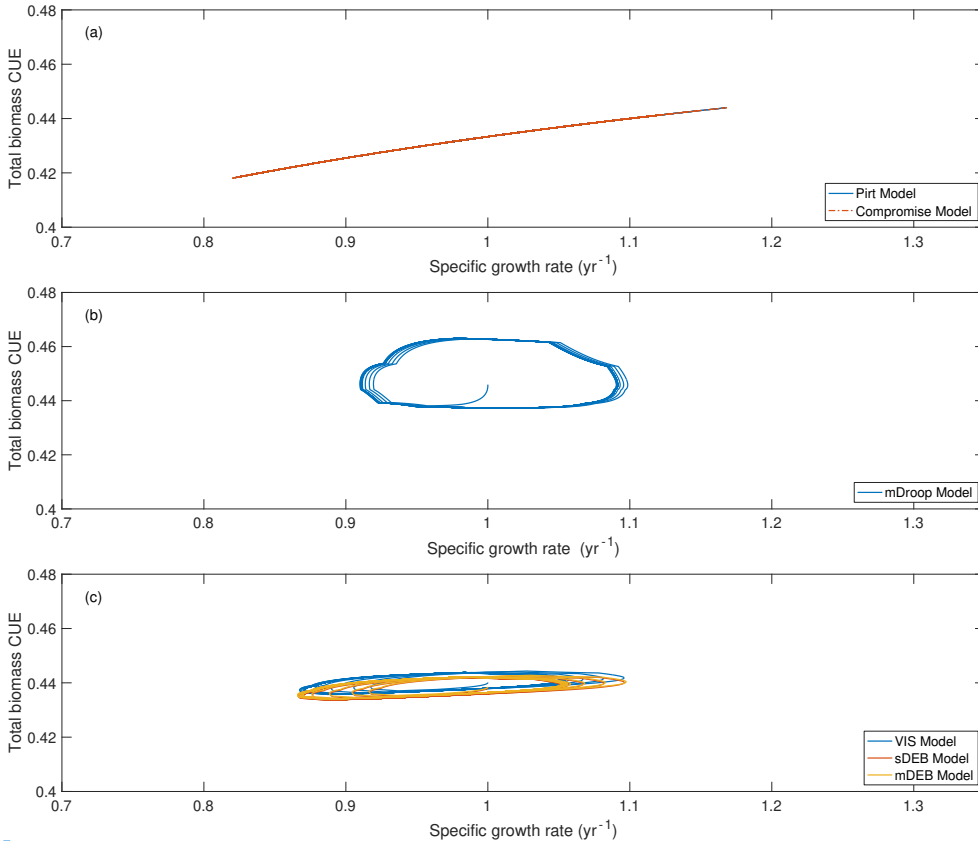 0.48
(a)
0.46
0.44
0.42
0.4
Total biomass CUE
Pirt Model
Compromise Model
0.7 0.8 0.9 1 1.1 1.2 1.3
Specific growth rate (yr⁻¹)
0.48
(b)
0.46
0.44
0.42
0.4
Total biomass CUE
mDroop Model
0.7 0.8 0.9 1 1.1 1.2 1.3
Specific growth rate (yr⁻¹)
0.48
(c)
0.46
0.44
0.42
0.4
Total biomass CUE
VIS Model
sDEB Model
mDEB Model
0.7 0.8 0.9 1 1.1 1.2 1.3
Specific growth rate (yr⁻¹)